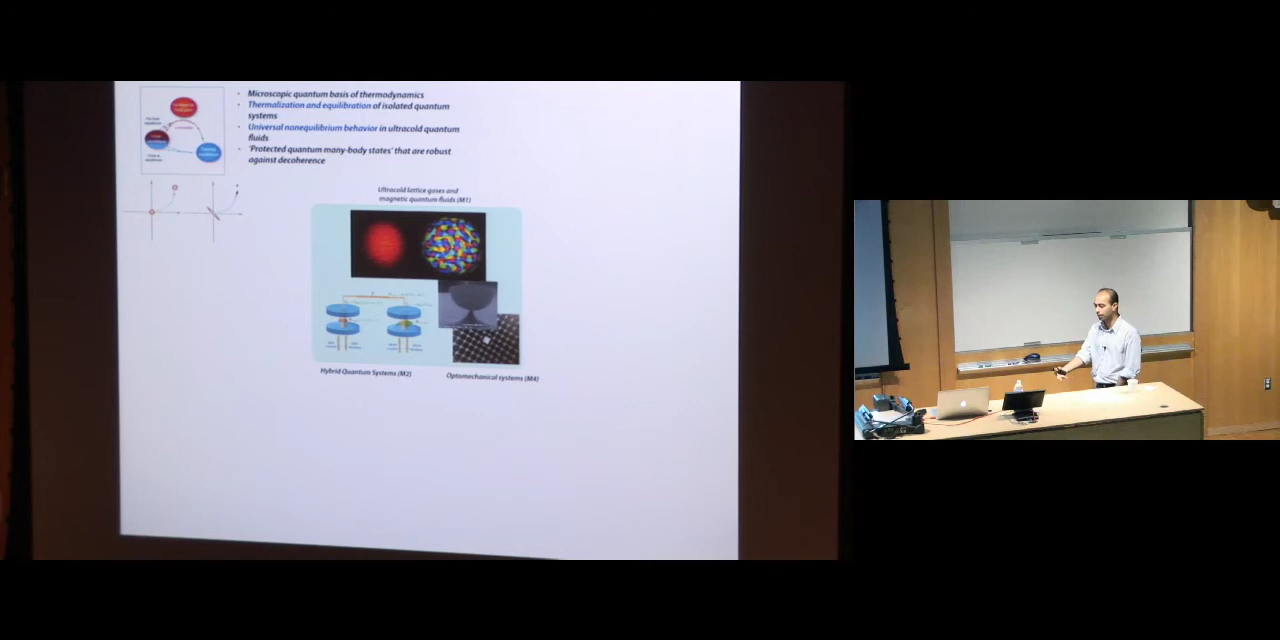 • Microscopic quantum basis of thermodynamics
• Thermalization and equilibration of isolated quantum
systems
• Universal nonequilibrium behavior in ultracold quantum
fluids
• 'Protected quantum many-body states' that are robust
against decoherence
Ultracold lattice gases and
magnetic quantum fluids (M1)
Hybrid Quantum Systems (M2)
Optomechanical systems (M4)